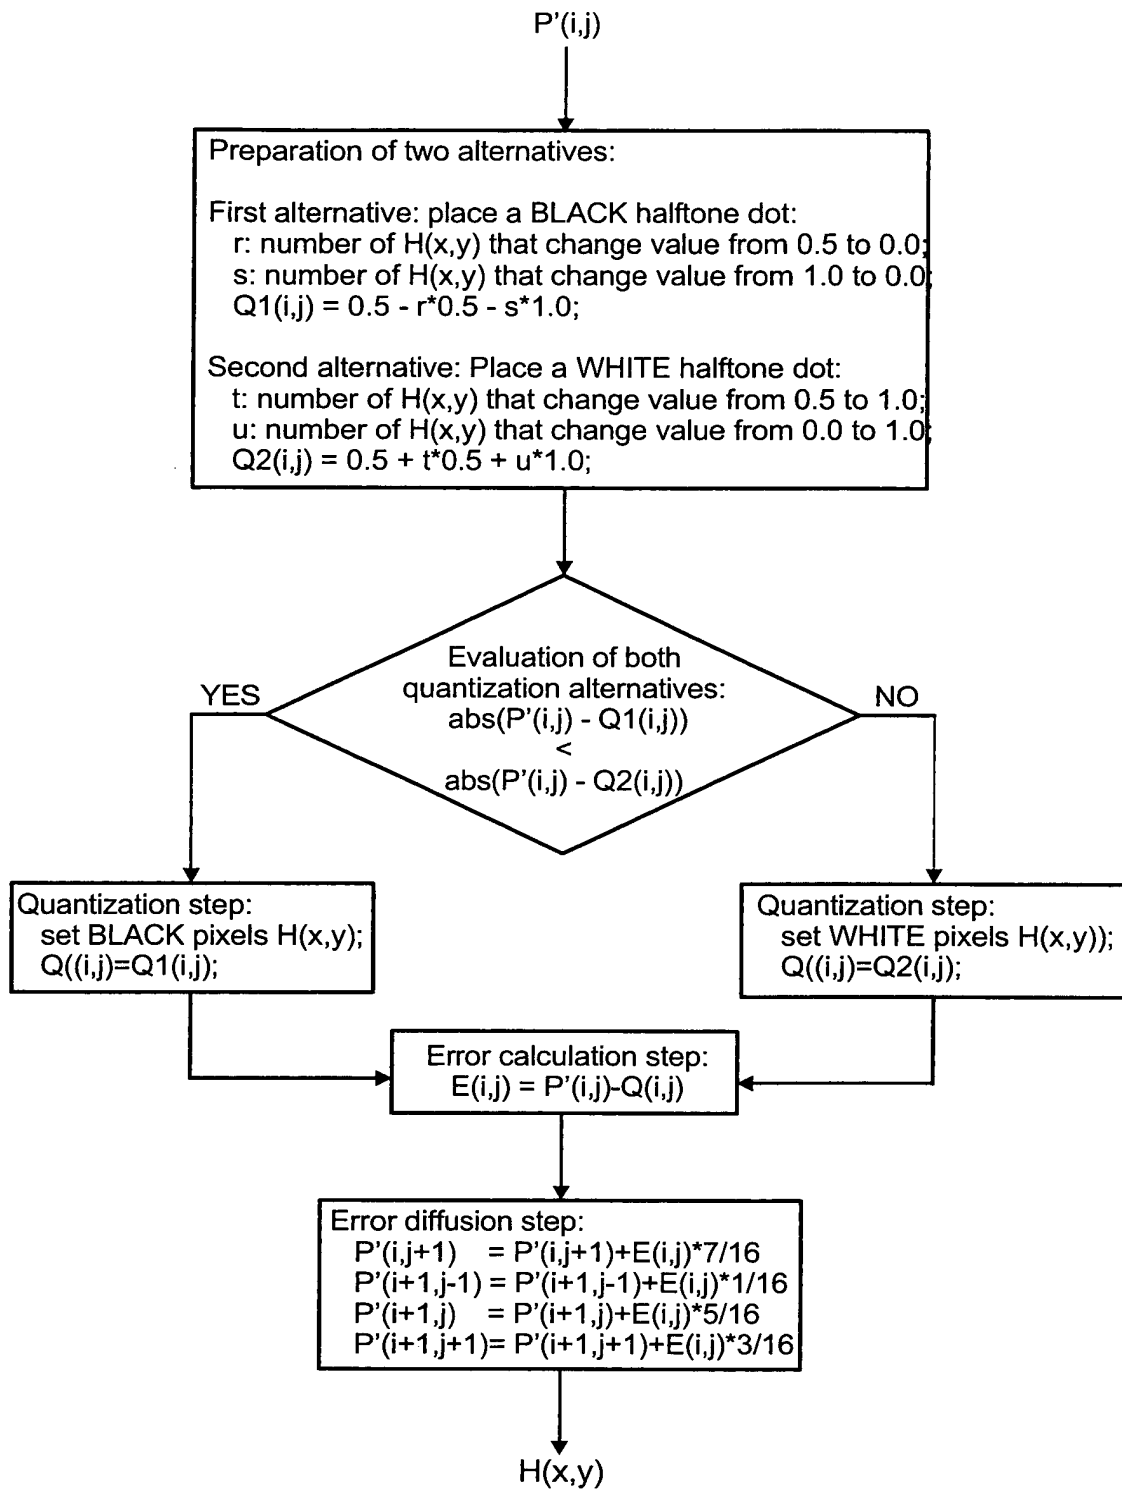 P'(i,j)
Preparation of two alternatives:
First alternative: place a BLACK halftone dot:
r: number of H(x,y) that change value from 0.5 to 0.0;
s: number of H(x,y) that change value from 1.0 to 0.0;
Q1(i,j) = 0.5 - r*0.5 - s*1.0;
Second alternative: Place a WHITE halftone dot:
t: number of H(x,y) that change value from 0.5 to 1.0;
u: number of H(x,y) that change value from 0.0 to 1.0;
Q2(i,j) = 0.5 + t*0.5 + u*1.0;
Evaluation of both
quantization alternatives:
abs(P'(i,j) - Q1(i,j))
<
abs(P'(i,j) - Q2(i,j))
YES
NO
Quantization step:
set BLACK pixels H(x,y);
Q((i,j)=Q1(i,j);
Quantization step:
set WHITE pixels H(x,y));
Q((i,j)=Q2(i,j);
Error calculation step:
E(i,j) = P'(i,j)-Q(i,j)
Error diffusion step:
P'(i,j+1) = P'(i,j+1)+E(i,j)*7/16
P'(i+1,j-1) = P'(i+1,j-1)+E(i,j)*1/16
P'(i+1,j) = P'(i+1,j)+E(i,j)*5/16
P'(i+1,j+1)= P'(i+1,j+1)+E(i,j)*3/16
H(x,y)